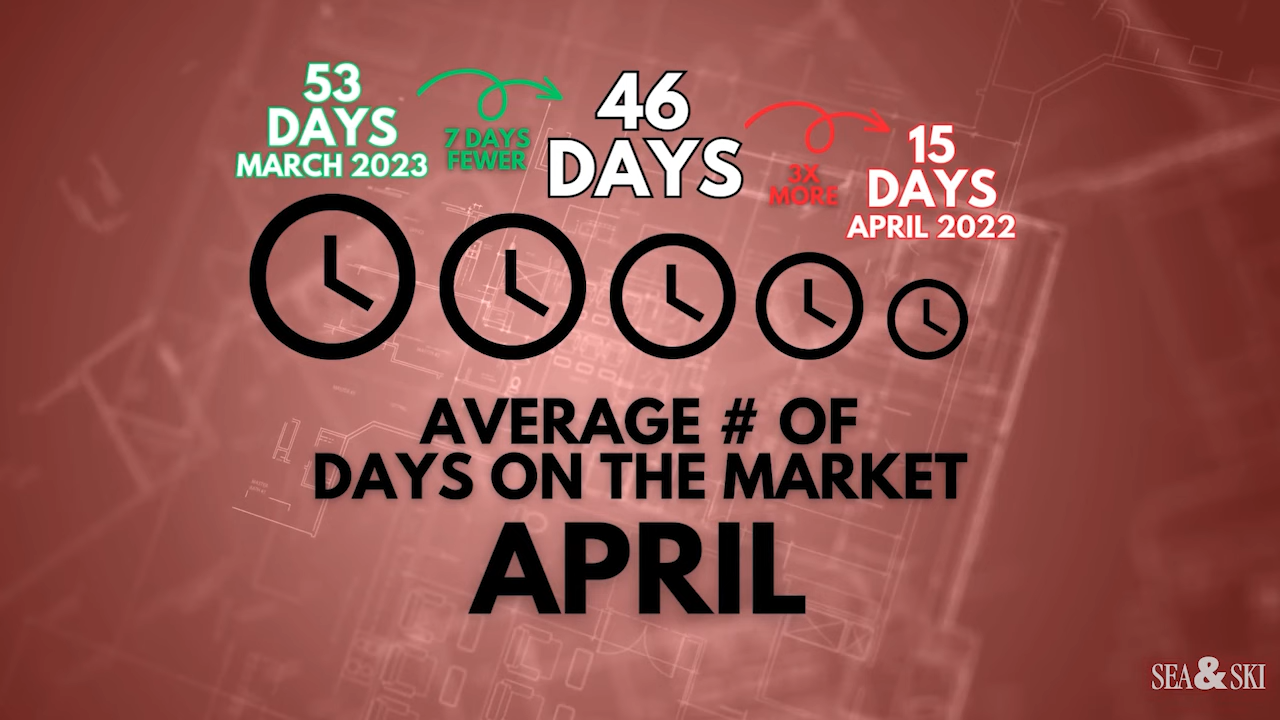 53
DAYS
MARCH 2023
7 DAYS
FEWER
46
DAYS
3X
MORE
15
DAYS
APRIL 2022
AVERAGE # OF
DAYS ON THE MARKET
APRIL
SEA & SKI